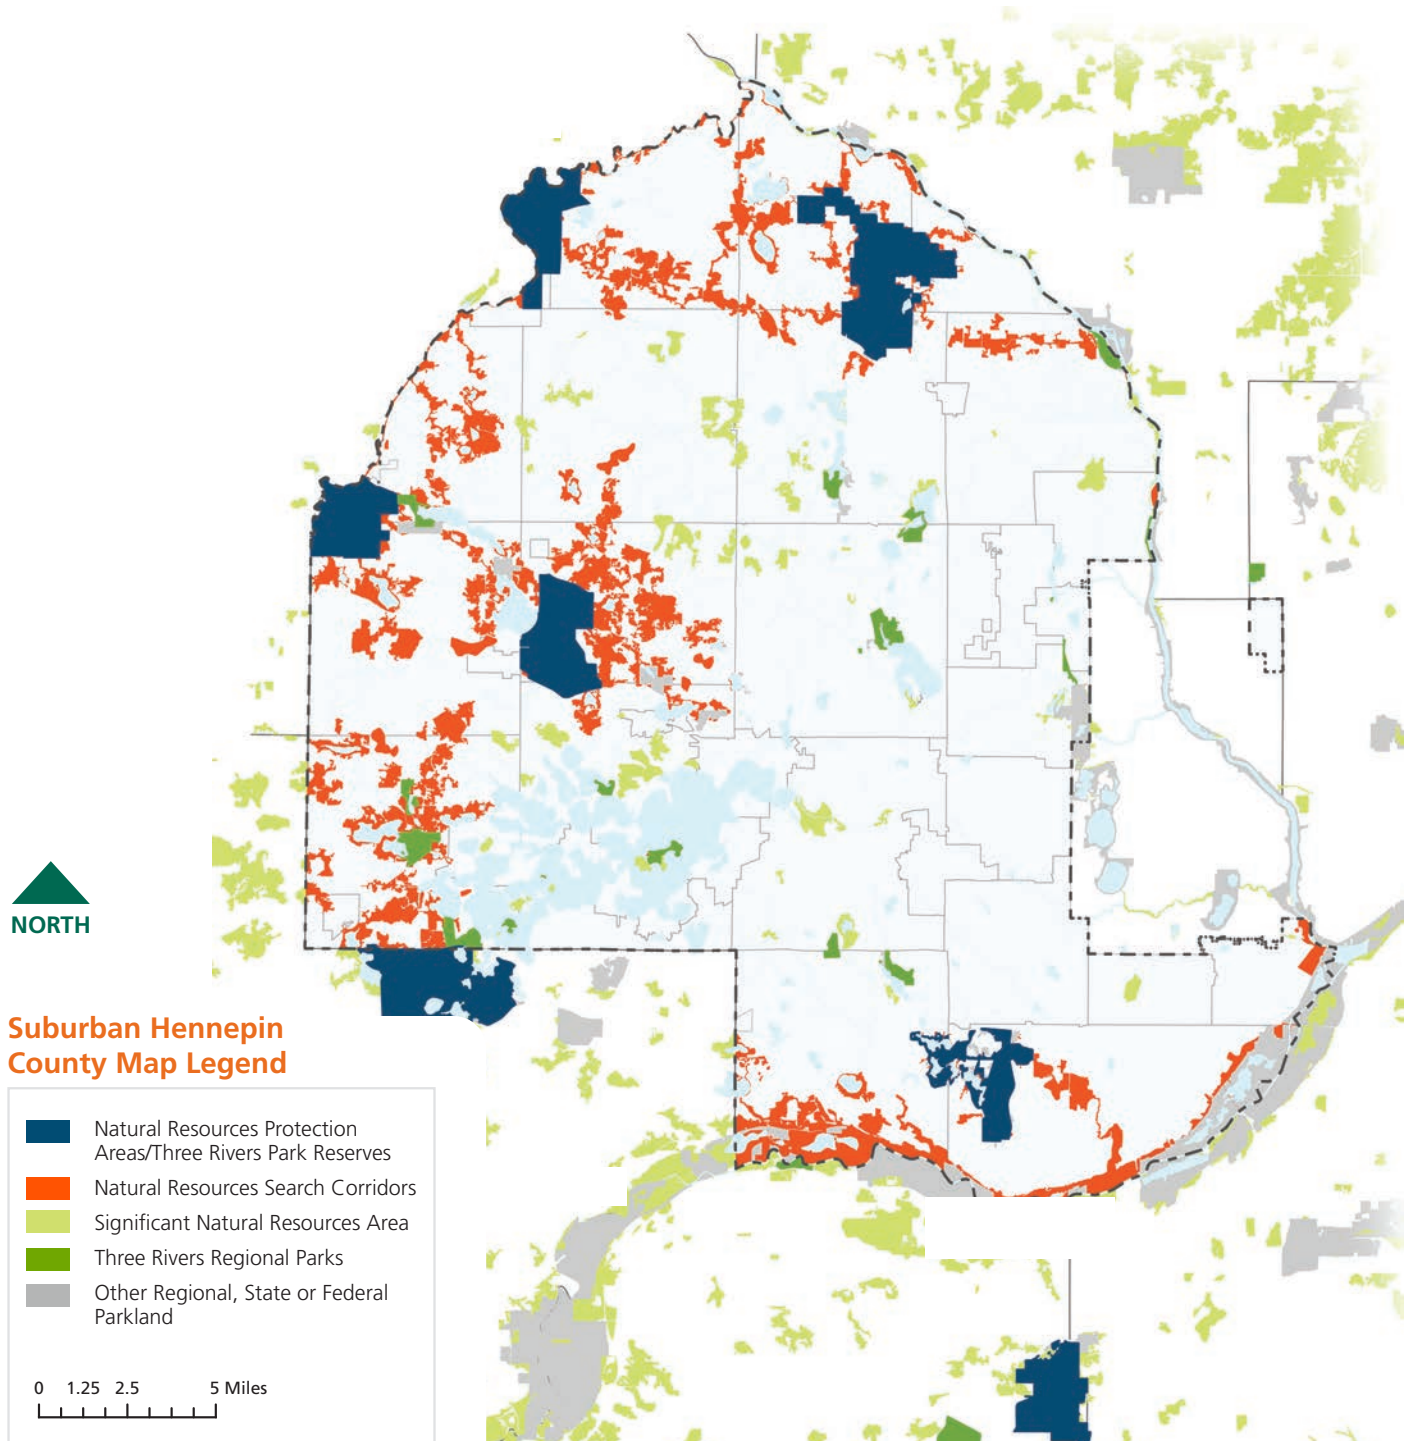 NORTH
Suburban Hennepin
County Map Legend
Natural Resources Protection
Areas/Three Rivers Park Reserves
Natural Resources Search Corridors
Significant Natural Resources Area
Three Rivers Regional Parks
Other Regional, State or Federal
Parkland
0 1.25 2.5 5 Miles